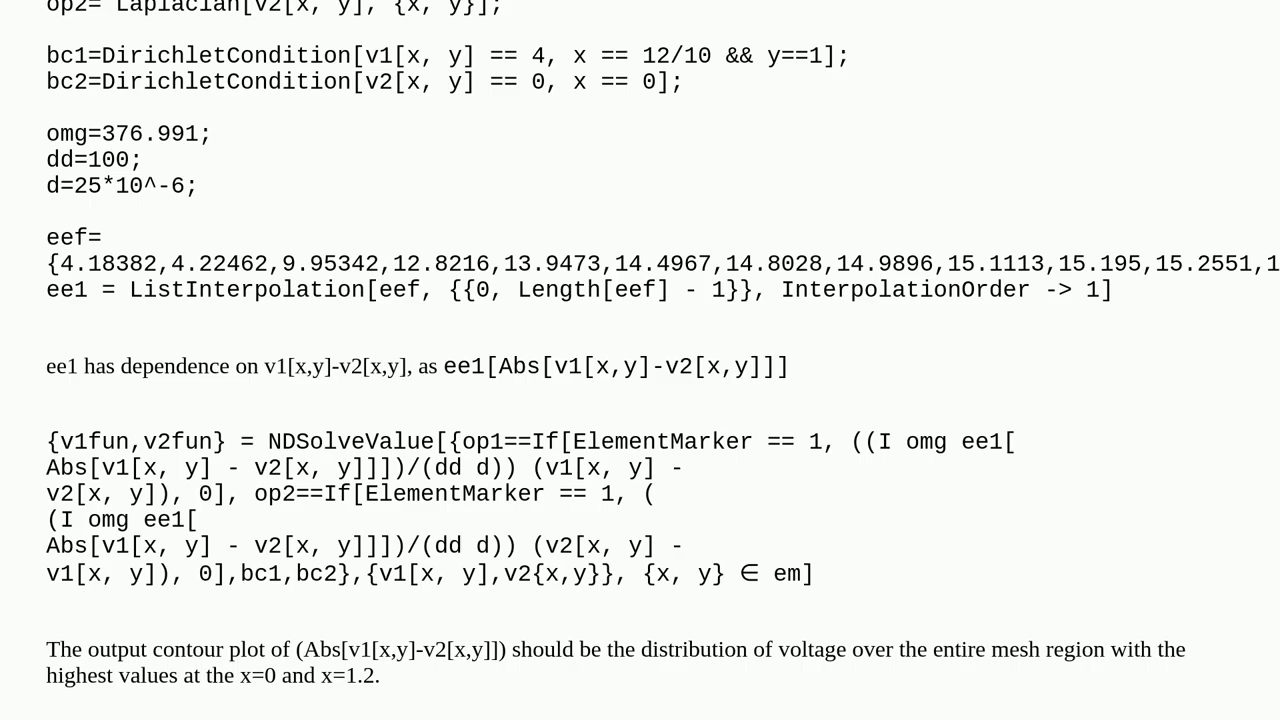 op2= Laplacian[v2[x, y], {x, y}];
bc1=DirichletCondition[v1[x, y] == 4, x == 12/10 && y==1];
bc2=DirichletCondition[v2[x, y] == 0, x == 0];
omg=376.991;
dd=100;
d=25*10^-6;
eef=
{4.18382,4.22462,9.95342,12.8216,13.9473,14.4967,14.8028,14.9896,15.1113,15.195,15.2551,1
ee1 = ListInterpolation[eef, {{0, Length[eef] - 1}}, InterpolationOrder -> 1]
ee1 has dependence on v1[x,y]-v2[x,y], as ee1[Abs[v1[x,y]-v2[x,y]]]
{v1fun,v2fun} = NDSolveValue[{op1==If[ElementMarker == 1, ((I omg ee1[
Abs[v1[x, y] - v2[x, y]]])/(dd d)) (v1[x, y] -
v2[x, y]), 0], op2==If[ElementMarker == 1, (
(I omg ee1[
Abs[v1[x, y] - v2[x, y]]])/(dd d)) (v2[x, y] -
v1[x, y]), 0],bc1,bc2},{v1[x, y],v2{x,y}}, {x, y} ∈ em]
The output contour plot of (Abs[v1[x,y]-v2[x,y]]) should be the distribution of voltage over the entire mesh region with the
highest values at the x=0 and x=1.2.